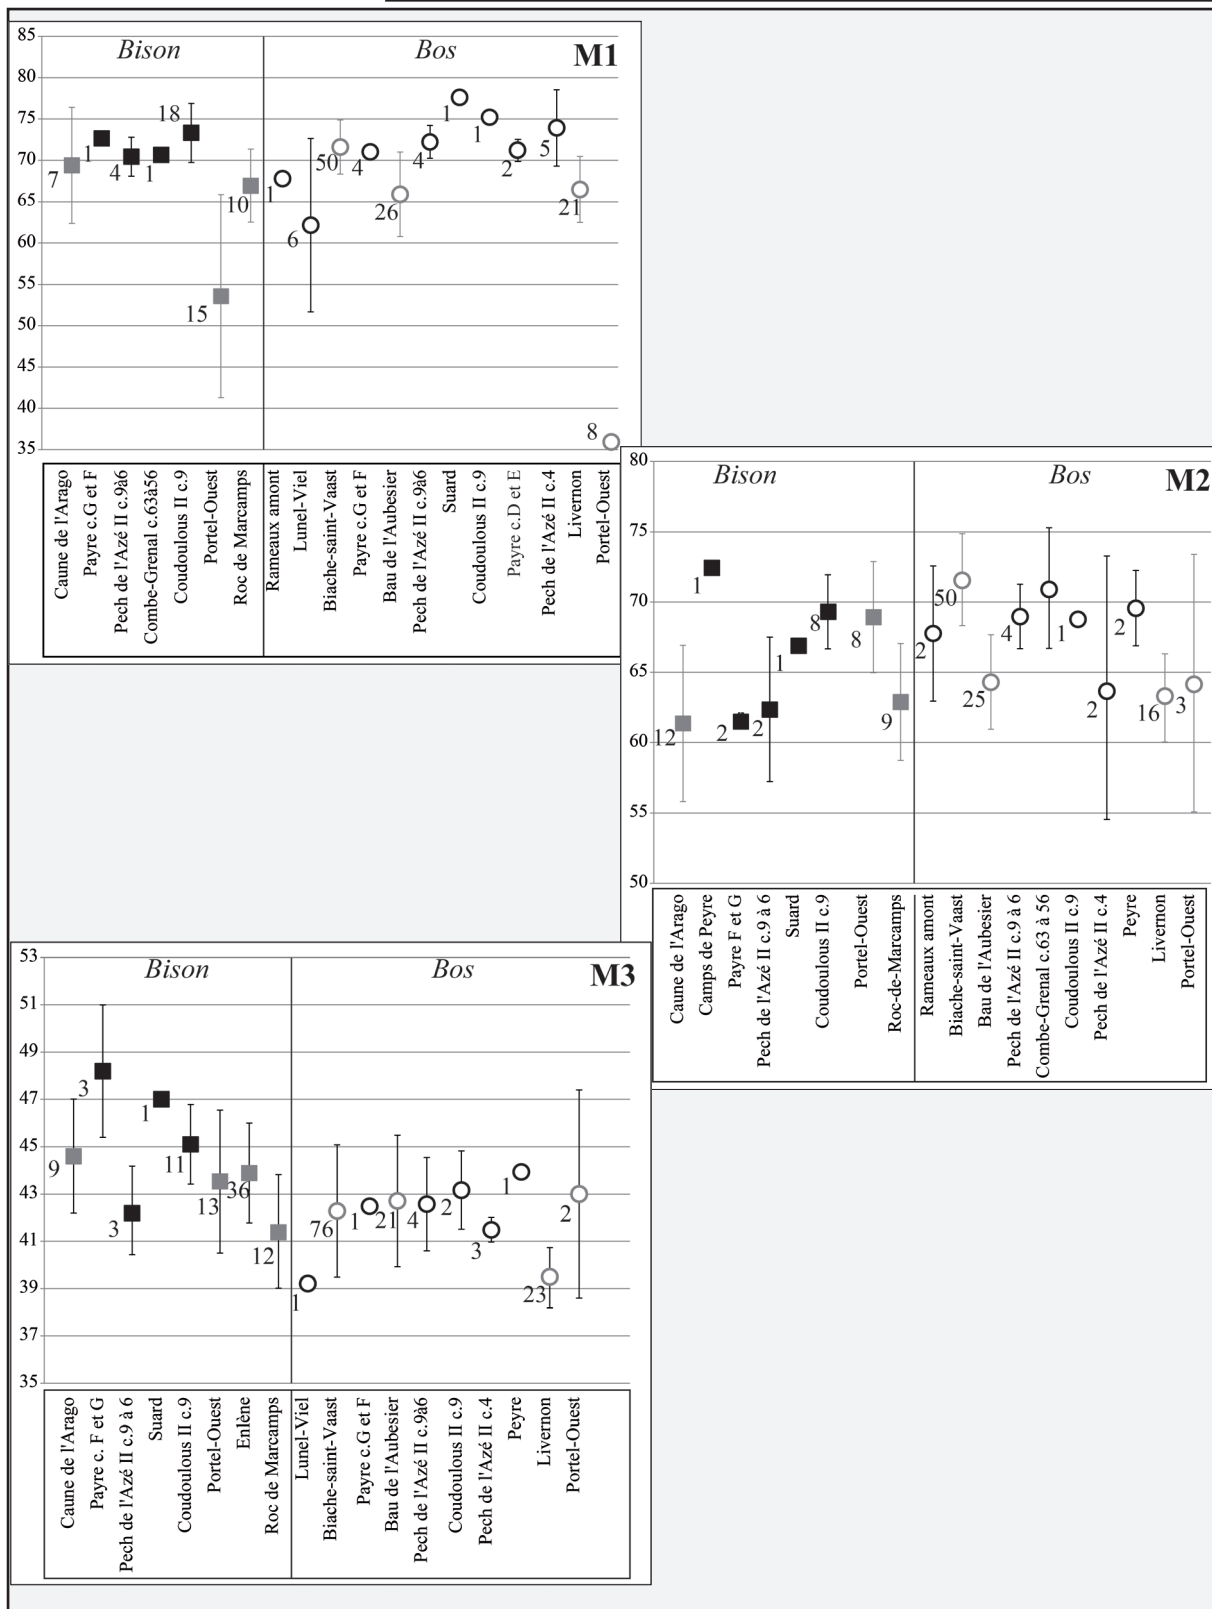 Bison Bos M1
85
80
75
70
65
60
55
50
45
40
35
7
1
4
1
18
15
10
1
6
50
4
26
4
1
1
2
5
21
8
Caune de l'Arago
Payre c.G et F
Pech de l'Azé II c.9à6
Combe-Grenal c.63à56
Coudoulous II c.9
Portel-Ouest
Roc de Marcamps
Rameaux amont
Lunel-Viel
Biache-saint-Vaast
Payre c.G et F
Bau de l'Aubesier
Pech de l'Azé II c.9à6
Suard
Coudoulous II c.9
Payre c.D et E
Pech de l'Azé II c.4
Livernon
Portel-Ouest
Bison Bos M2
80
75
70
65
60
55
50
12
1
2
2
1
8
8
9
2
50
25
4
1
2
2
16
3
Caune de l'Arago
Camps de Peyre
Payre F et G
Pech de l'Azé II c.9 à 6
Suard
Coudoulous II c.9
Portel-Ouest
Roc-de-Marcamps
Rameaux amont
Biache-saint-Vaast
Bau de l'Aubesier
Pech de l'Azé II c.9 à 6
Combe-Grenal c.63 à 56
Coudoulous II c.9
Pech de l'Azé II c.4
Peyre
Livernon
Portel-Ouest
Bison Bos M3
53
51
49
47
45
43
41
39
37
35
9
3
3
1
11
13
36
12
1
76
1
21
4
2
3
1
23
2
Caune de l'Arago
Payre c. F et G
Pech de l'Azé II c.9 à 6
Suard
Coudoulous II c.9
Portel-Ouest
Enlène
Roc de Marcamps
Lunel-Viel
Biache-saint-Vaast
Payre c.G et F
Bau de l'Aubesier
Pech de l'Azé II c.9à6
Coudoulous II c.9
Pech de l'Azé II c.4
Peyre
Livernon
Portel-Ouest